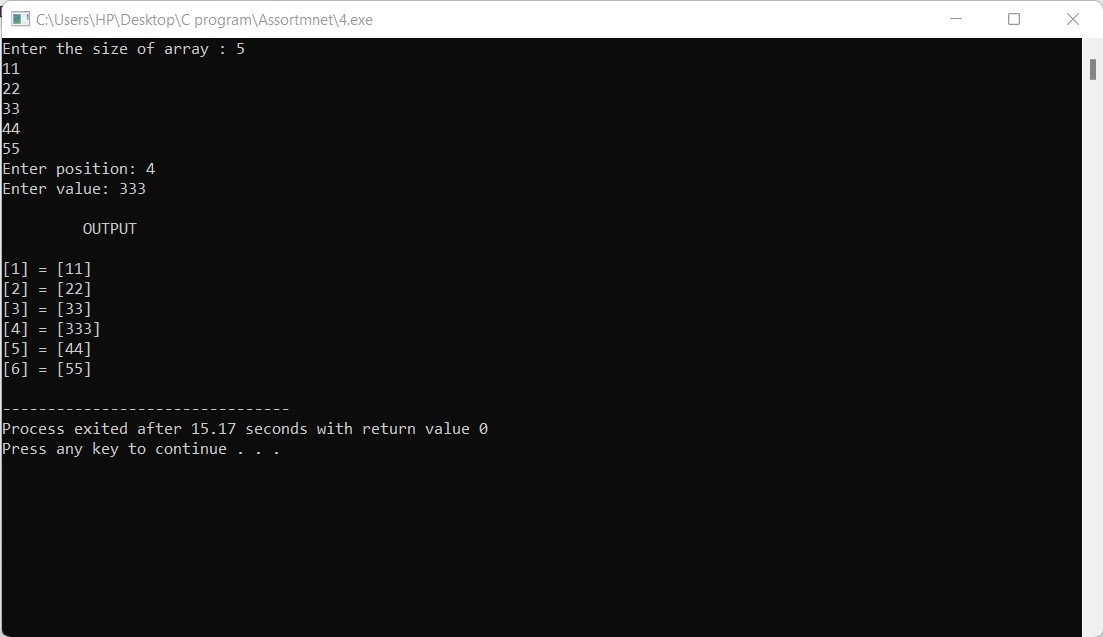 C:\Users\HP\Desktop\C program\Assortmnet\4.exe
Enter the size of array : 5
11
22
33
44
55
Enter position: 4
Enter value: 333
OUTPUT
[1] = [11]
[2] = [22]
[3] = [33]
[4] = [333]
[5] = [44]
[6] = [55]
--------------------------------
Process exited after 15.17 seconds with return value 0
Press any key to continue . . .